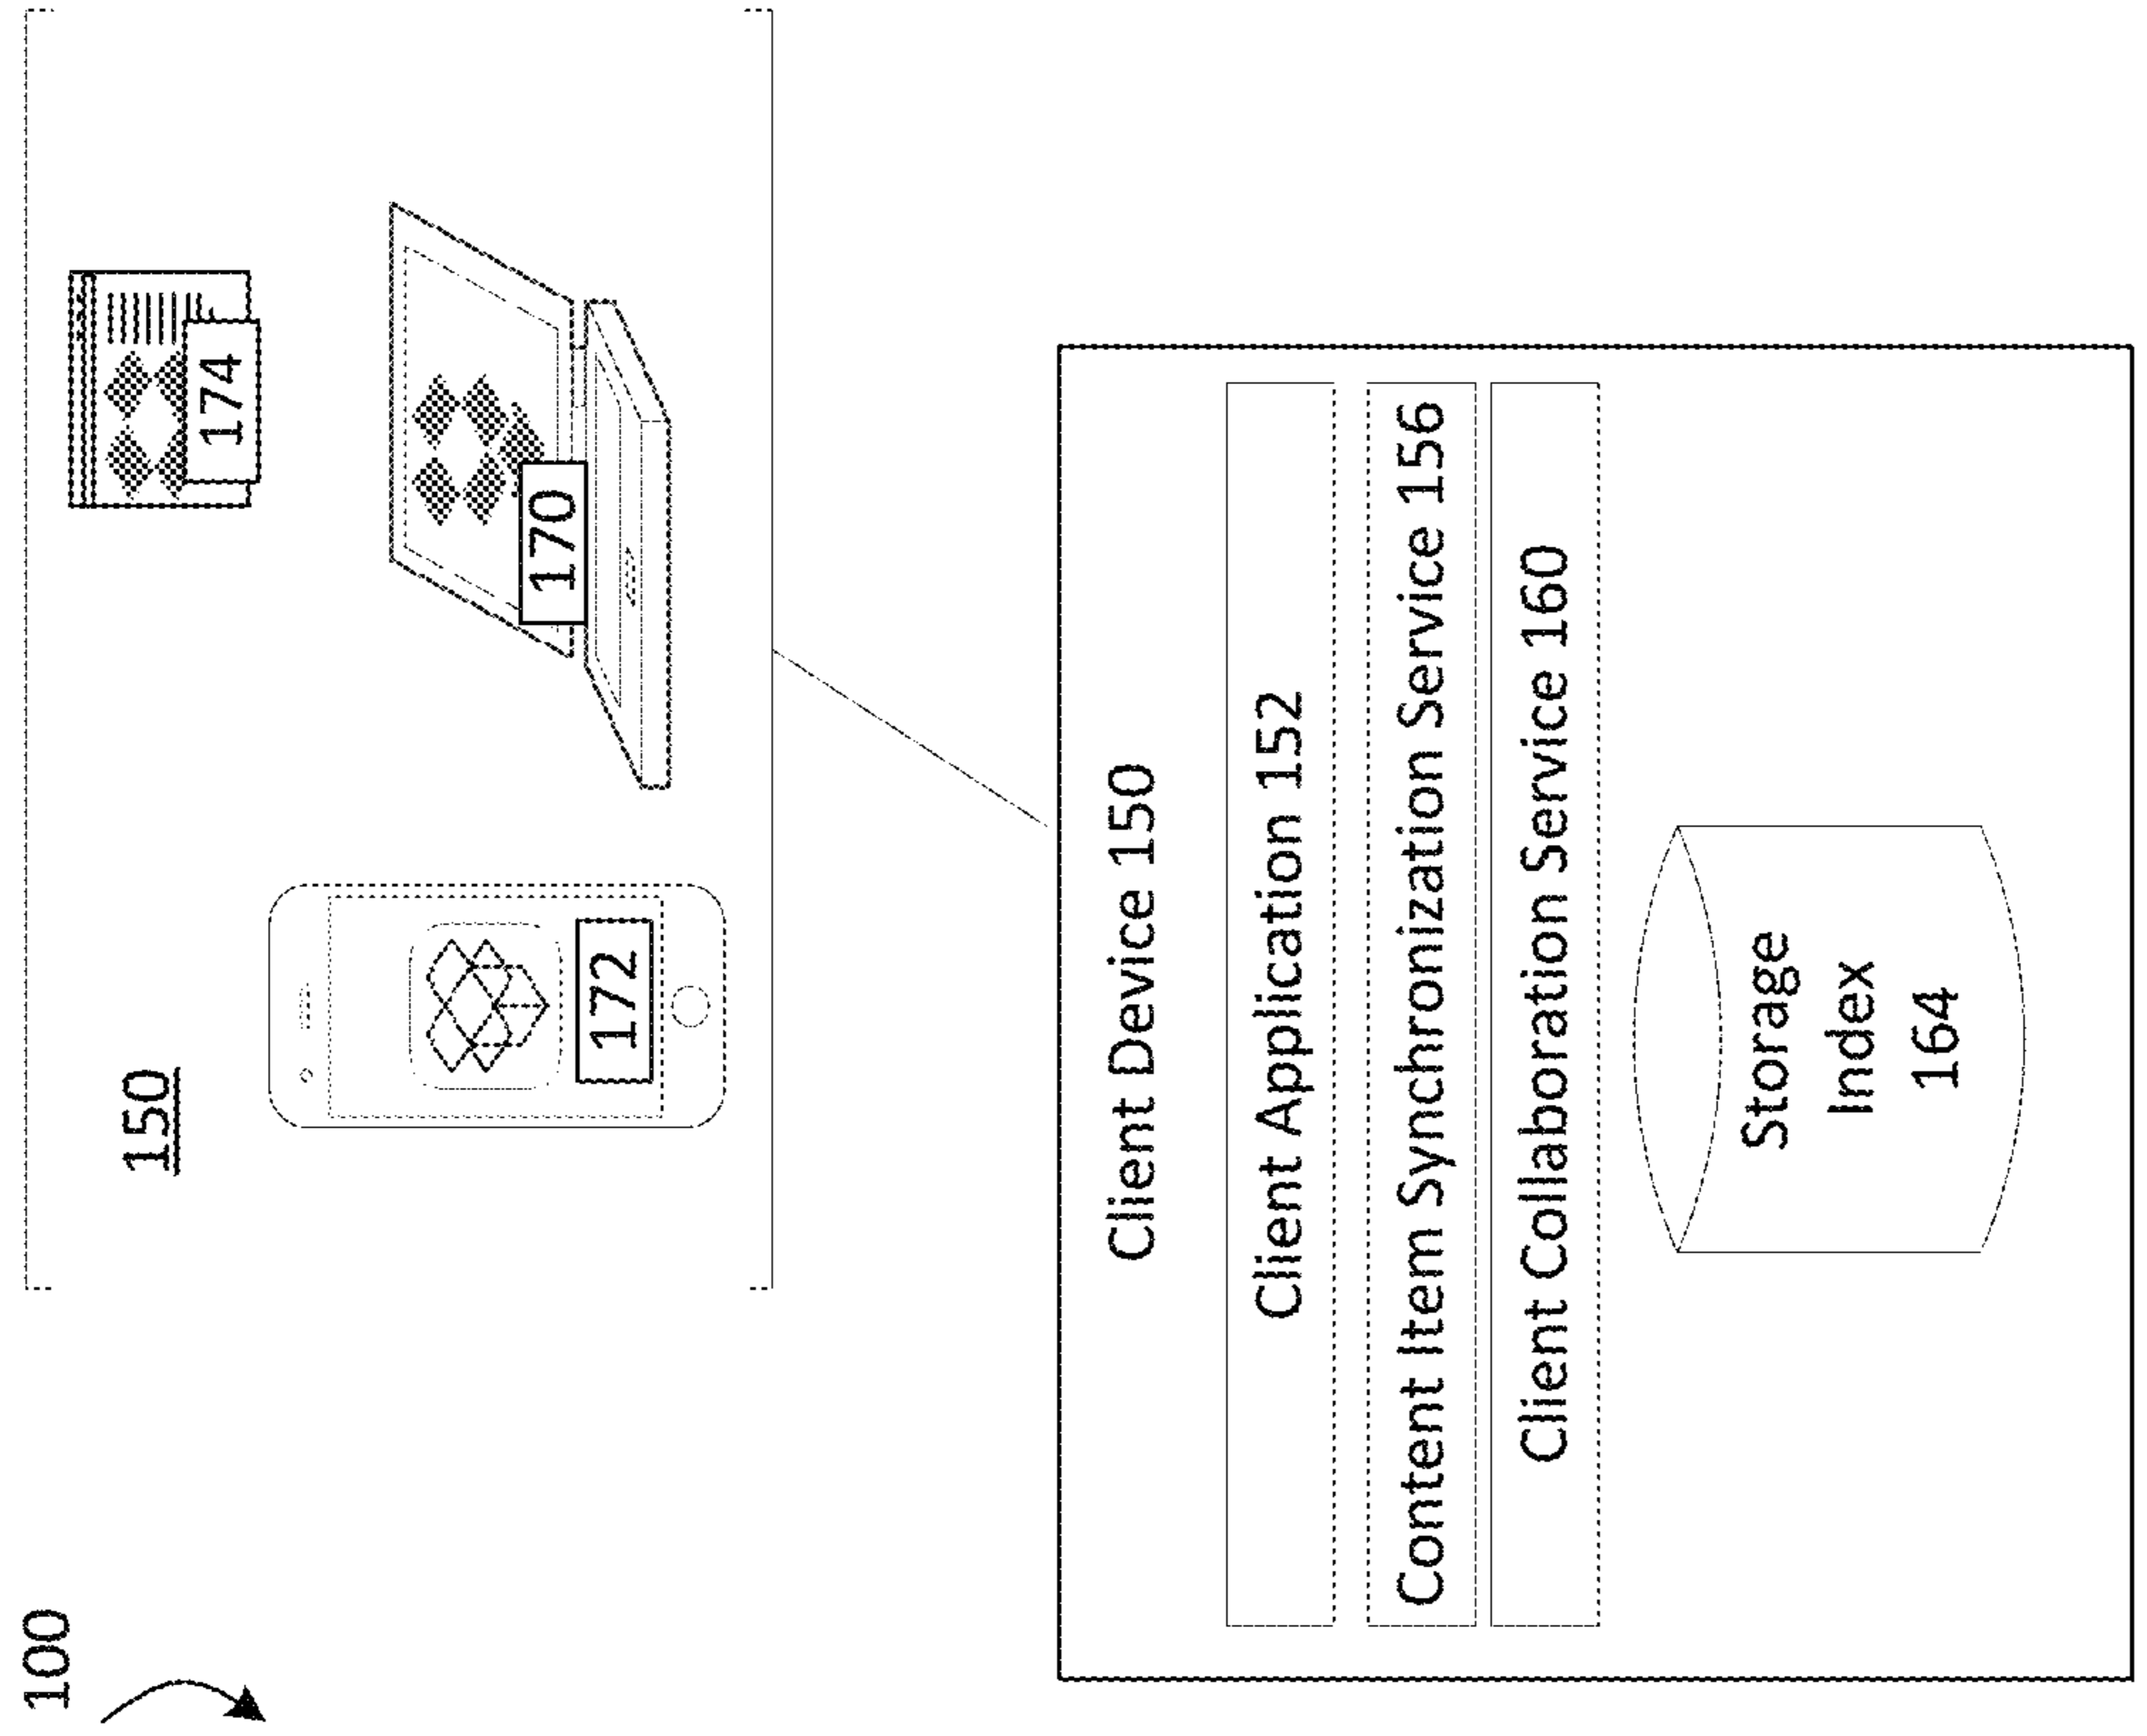 100
150
172
170
174
Client Device 150
Client Application 152
Content Item Synchronization Service 156
Client Collaboration Service 160
Storage
Index
164